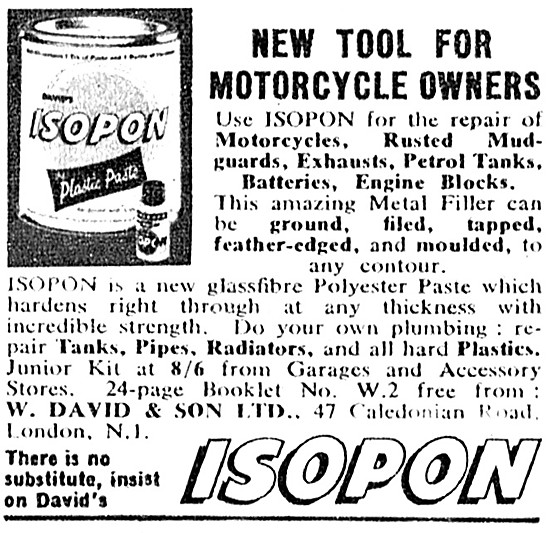 DAVID'S
ISOPON
Plastic Paste
ISOPON
NEW TOOL FOR
MOTORCYCLE OWNERS
Use ISOPON for the repair of
Motorcycles, Rusted Mud-
guards, Exhausts, Petrol Tanks,
Batteries, Engine Blocks.
This amazing Metal Filler can
be ground, filed, tapped,
feather-edged, and moulded, to
any contour.
ISOPON is a new glassfibre Polyester Paste which
hardens right through at any thickness with
incredible strength. Do your own plumbing : re-
pair Tanks, Pipes, Radiators, and all hard Plastics.
Junior Kit at 8/6 from Garages and Accessory
Stores. 24-page Booklet No. W.2 free from :
W. DAVID & SON LTD., 47 Caledonian Road,
London, N.1.
There is no
substitute, insist
on David's
ISOPON